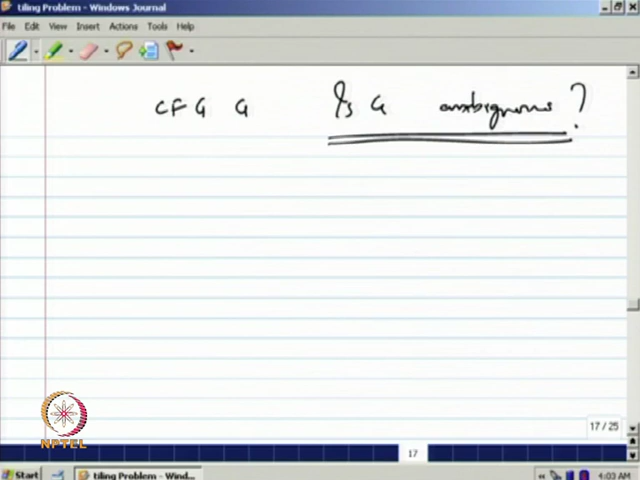 tiling Problem - Windows Journal
File Edit View Insert Actions Tools Help
CFG G Is G ambiguous ?
NPTEL
17 / 25
17
Start tiling Problem - Wind... 4:03 AM